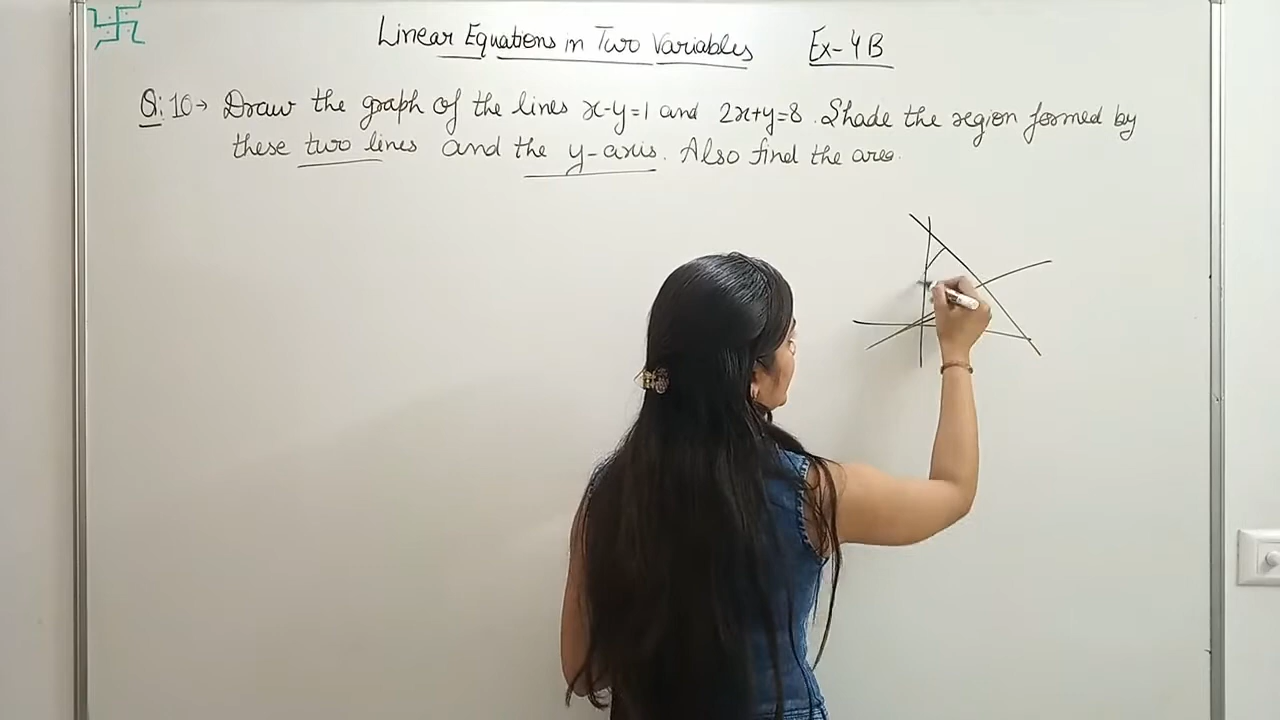 Linear Equations in Two Variables Ex-4B
Q:10→ Draw the graph of the lines x-y=1 and 2x+y=8. Shade the region formed by
these two lines and the y-axis. Also find the area.